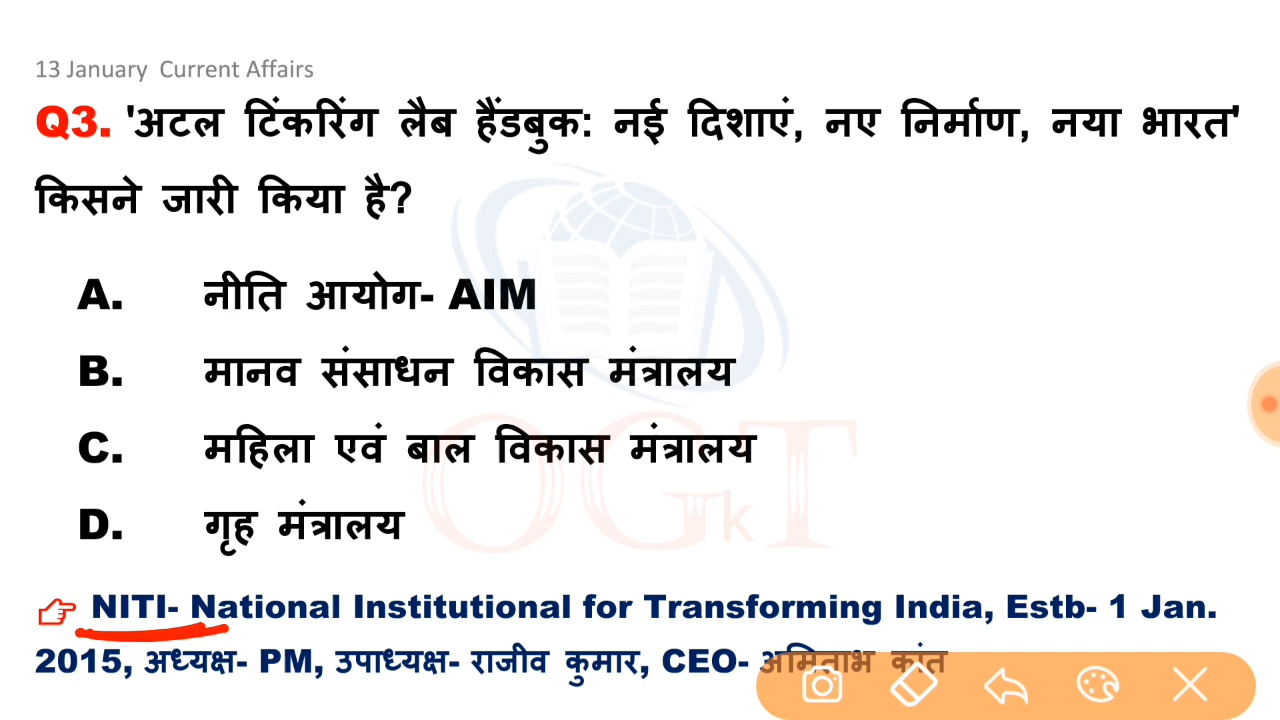 13 January Current Affairs
Q3. 'अटल टिंकरिंग लैब हैंडबुक: नई दिशाएं, नए निर्माण, नया भारत'
किसने जारी किया है?
A. नीति आयोग- AIM
B. मानव संसाधन विकास मंत्रालय
C. महिला एवं बाल विकास मंत्रालय
D. गृह मंत्रालय
OGkT
NITI- National Institutional for Transforming India, Estb- 1 Jan.
2015, अध्यक्ष- PM, उपाध्यक्ष- राजीव कुमार, CEO- अमिताभ कांत